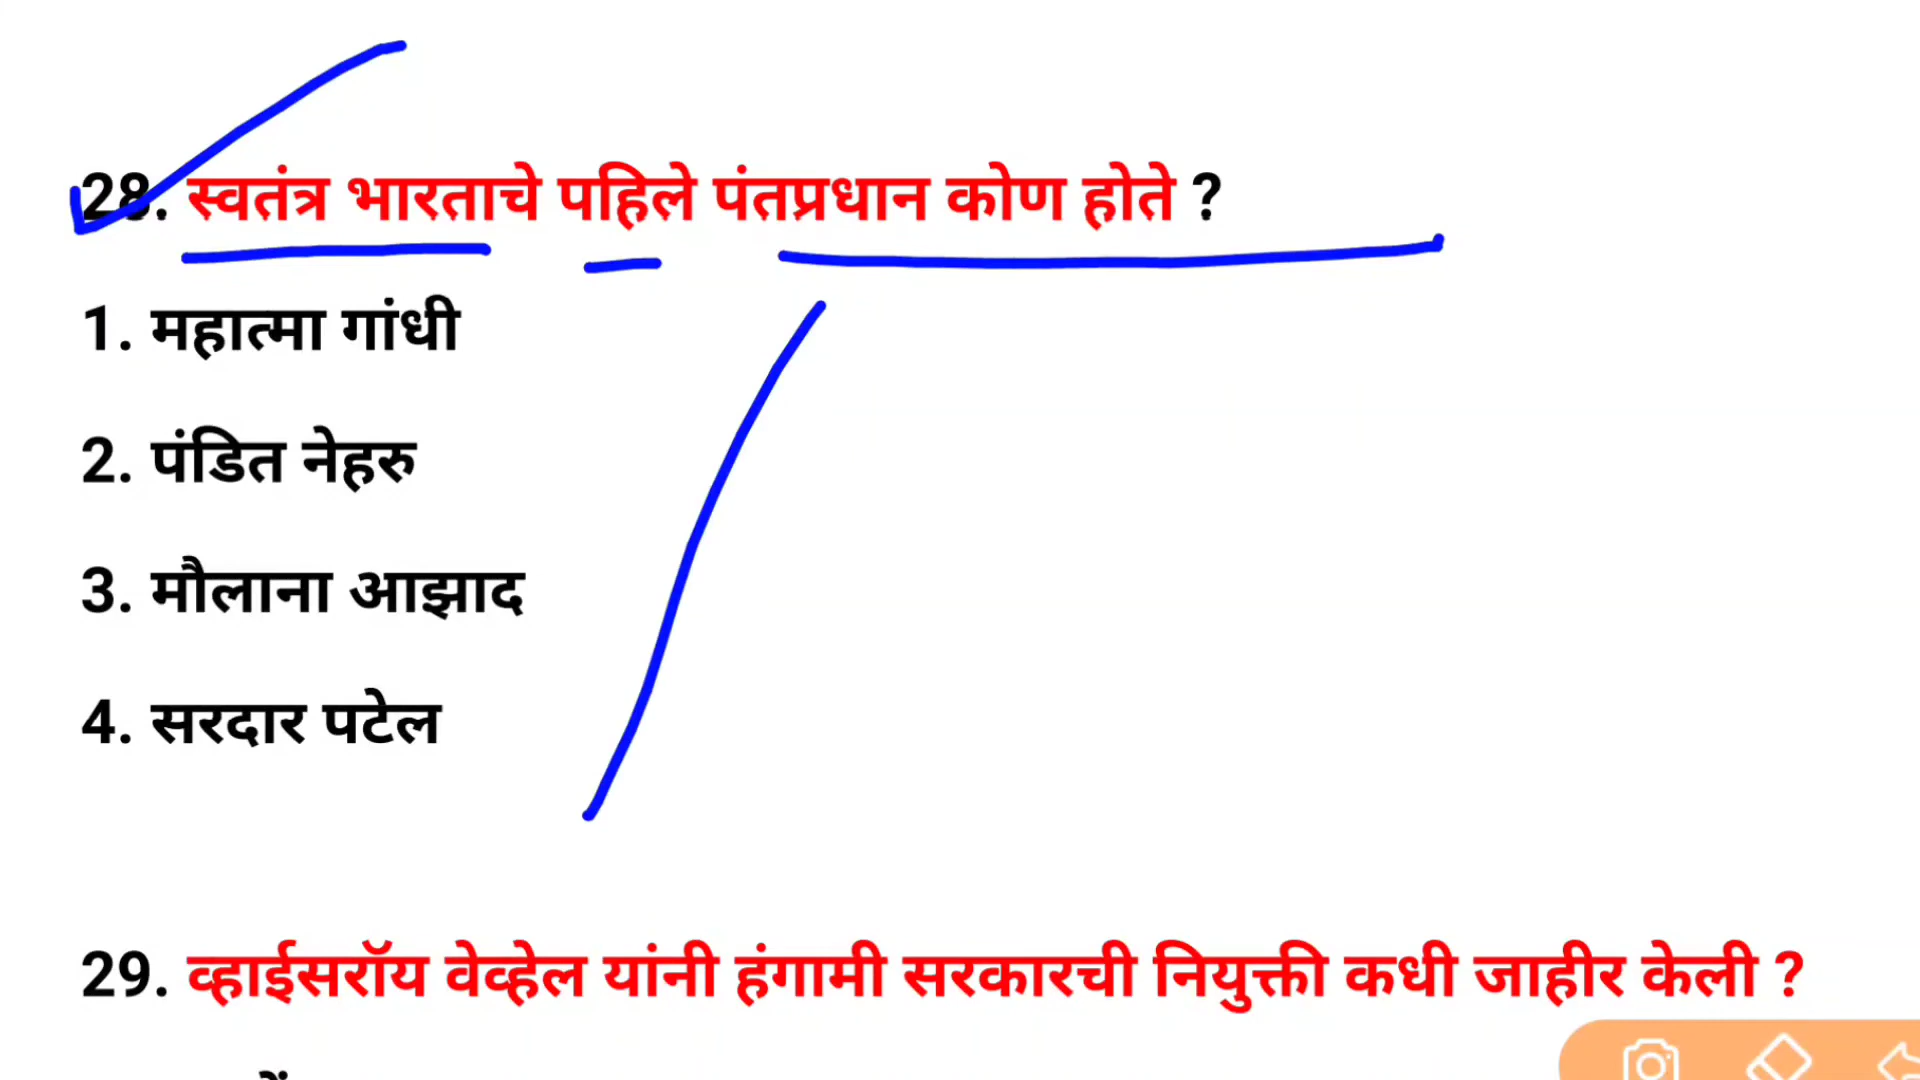 28. स्वतंत्र भारताचे पहिले पंतप्रधान कोण होते ?
1. महात्मा गांधी
2. पंडित नेहरु
3. मौलाना आझाद
4. सरदार पटेल
29. व्हाईसरॉय वेव्हेल यांनी हंगामी सरकारची नियुक्ती कधी जाहीर केली ?